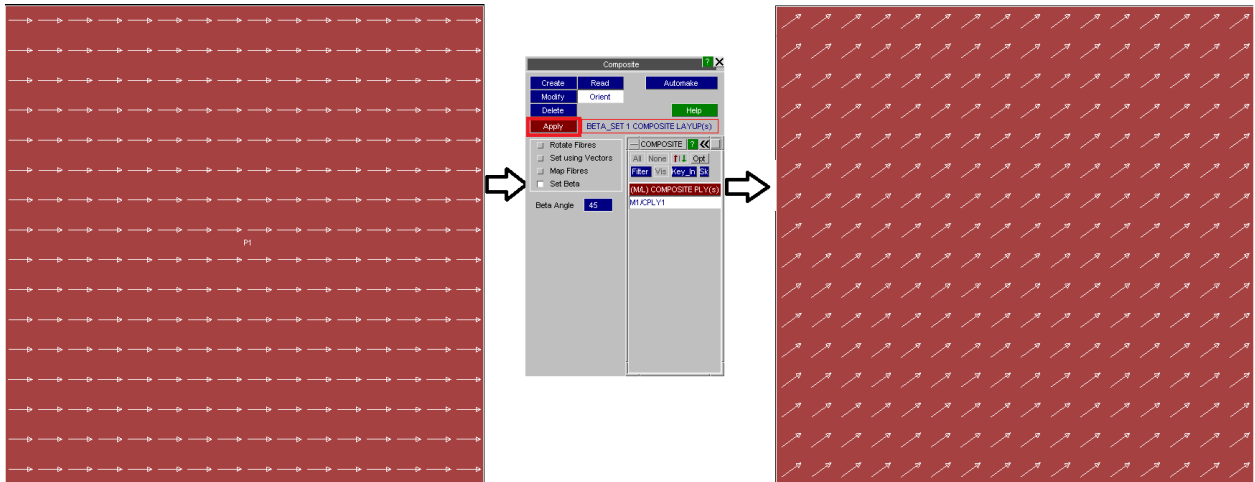 Composite ? X
Create Read Automake
Modify Orient
Delete Help
Apply BETA_SET 1 COMPOSITE LAYUP(s)
Rotate Fibres
Set using Vectors
Map Fibres
Set Beta
Beta Angle 45
COMPOSITE ?
All None Opt
Filter Vis Key_In Sk
(M/L) COMPOSITE PLY(s)
M1/CPLY1
P1